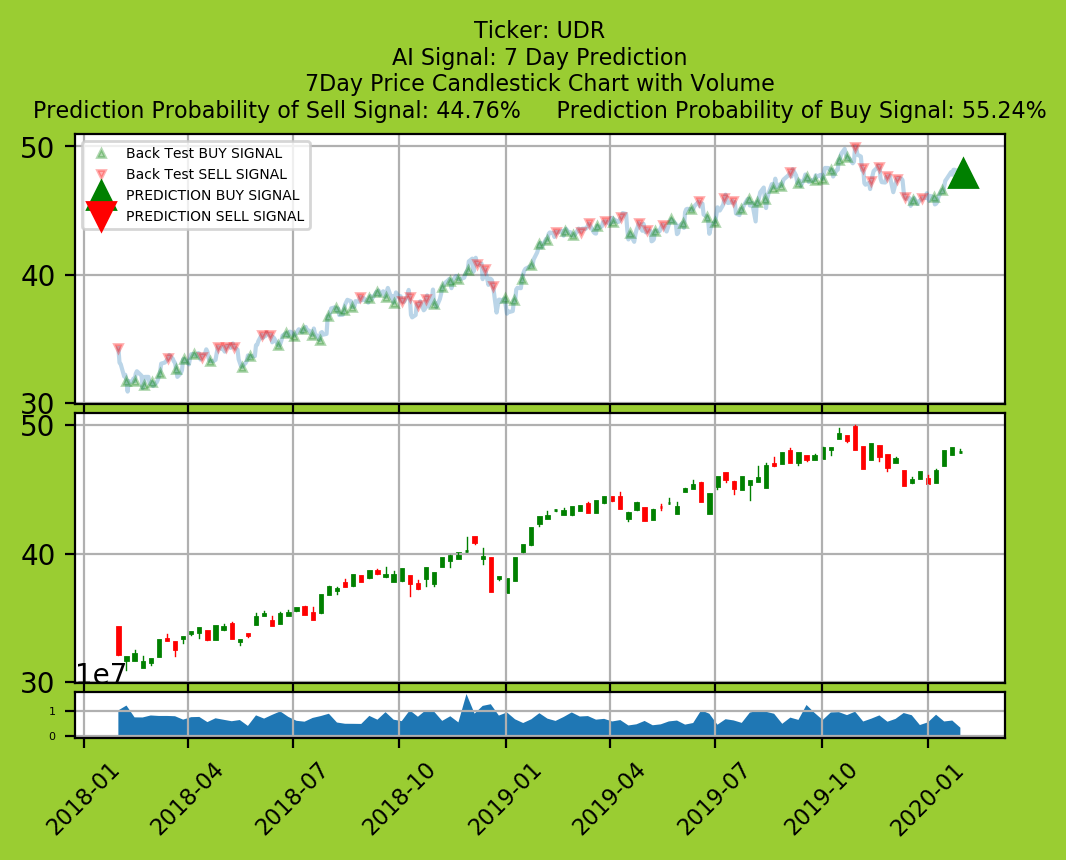 Ticker: UDR
AI Signal: 7 Day Prediction
7Day Price Candlestick Chart with Volume
Prediction Probability of Sell Signal: 44.76% Prediction Probability of Buy Signal: 55.24%
50
Back Test BUY SIGNAL
Back Test SELL SIGNAL
PREDICTION BUY SIGNAL
PREDICTION SELL SIGNAL
40
30
50
40
30
1e7
1
0
2018-01
2018-04
2018-07
2018-10
2019-01
2019-04
2019-07
2019-10
2020-01